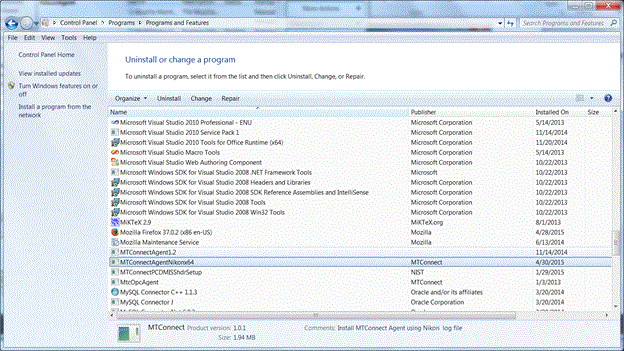 Control Panel ▸ Programs ▸ Programs and Features
Search Programs and Features
File Edit View Tools Help
Control Panel Home
View installed updates
Turn Windows features on or off
Install a program from the network
Uninstall or change a program
To uninstall a program, select it from the list and then click Uninstall, Change, or Repair.
Organize Uninstall Change Repair
Name Publisher Installed On Size
Microsoft Visual Studio 2010 Professional - ENU Microsoft Corporation 5/14/2013
Microsoft Visual Studio 2010 Service Pack 1 Microsoft Corporation 11/14/2014
Microsoft Visual Studio 2010 Tools for Office Runtime (x64) Microsoft Corporation 11/20/2014
Microsoft Visual Studio Macro Tools Microsoft Corporation 5/14/2013
Microsoft Visual Studio Web Authoring Component Microsoft Corporation 10/22/2013
Microsoft Windows SDK for Visual Studio 2008 .NET Framework Tools Microsoft 10/22/2013
Microsoft Windows SDK for Visual Studio 2008 Headers and Libraries Microsoft Corporation 10/22/2013
Microsoft Windows SDK for Visual Studio 2008 SDK Reference Assemblies and IntelliSense Microsoft Corporation 10/22/2013
Microsoft Windows SDK for Visual Studio 2008 Tools Microsoft Corporation 10/22/2013
Microsoft Windows SDK for Visual Studio 2008 Win32 Tools Microsoft Corporation 10/22/2013
MiKTeX 2.9 MiKTeX.org 8/1/2013
Mozilla Firefox 37.0.2 (x86 en-US) Mozilla 4/28/2015
Mozilla Maintenance Service Mozilla 6/13/2014
MTConnectAgent1.2 11/14/2014
MTConnectAgentNikonx64 MTConnect 4/30/2015
MTConnectPCDMISShdrSetup NIST 1/29/2015
MtcOpcAgent 1/3/2013
MySQL Connector C++ 1.1.3 Oracle and/or its affiliates 3/20/2014
MySQL Connector J Oracle Corporation 3/20/2014
MTConnect Product version: 1.0.1 Comments: Install MTConnect Agent using Nikon log file
Size: 1.94 MB